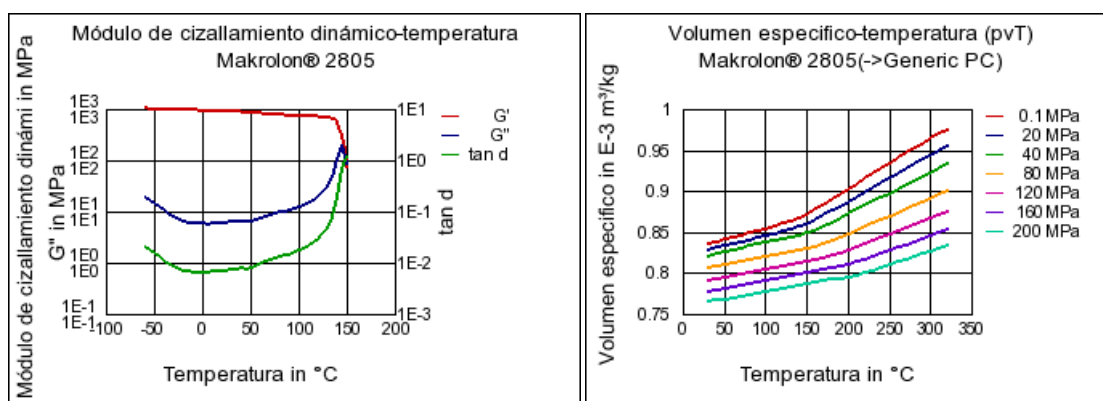 Módulo de cizallamiento dinámico-temperatura
Makrolon® 2805
Módulo de cizallamiento dinámi in MPa
G" in MPa
1E3
1E3
1E2
1E2
1E1
1E1
1E0
1E0
1E-1
1E-1
-100
-50
0
50
100
150
200
1E1
1E0
1E-1
1E-2
1E-3
tan d
G'
G"
tan d
Temperatura in °C
Volumen especifico-temperatura (pvT)
Makrolon® 2805(->Generic PC)
Volumen especifico in E-3 m³/kg
1
0.95
0.9
0.85
0.8
0.75
0
50
100
150
200
250
300
350
0.1 MPa
20 MPa
40 MPa
80 MPa
120 MPa
160 MPa
200 MPa
Temperatura in °C